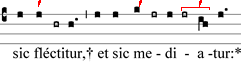 sic fléctitur,† et sic me - di - a -tur:*